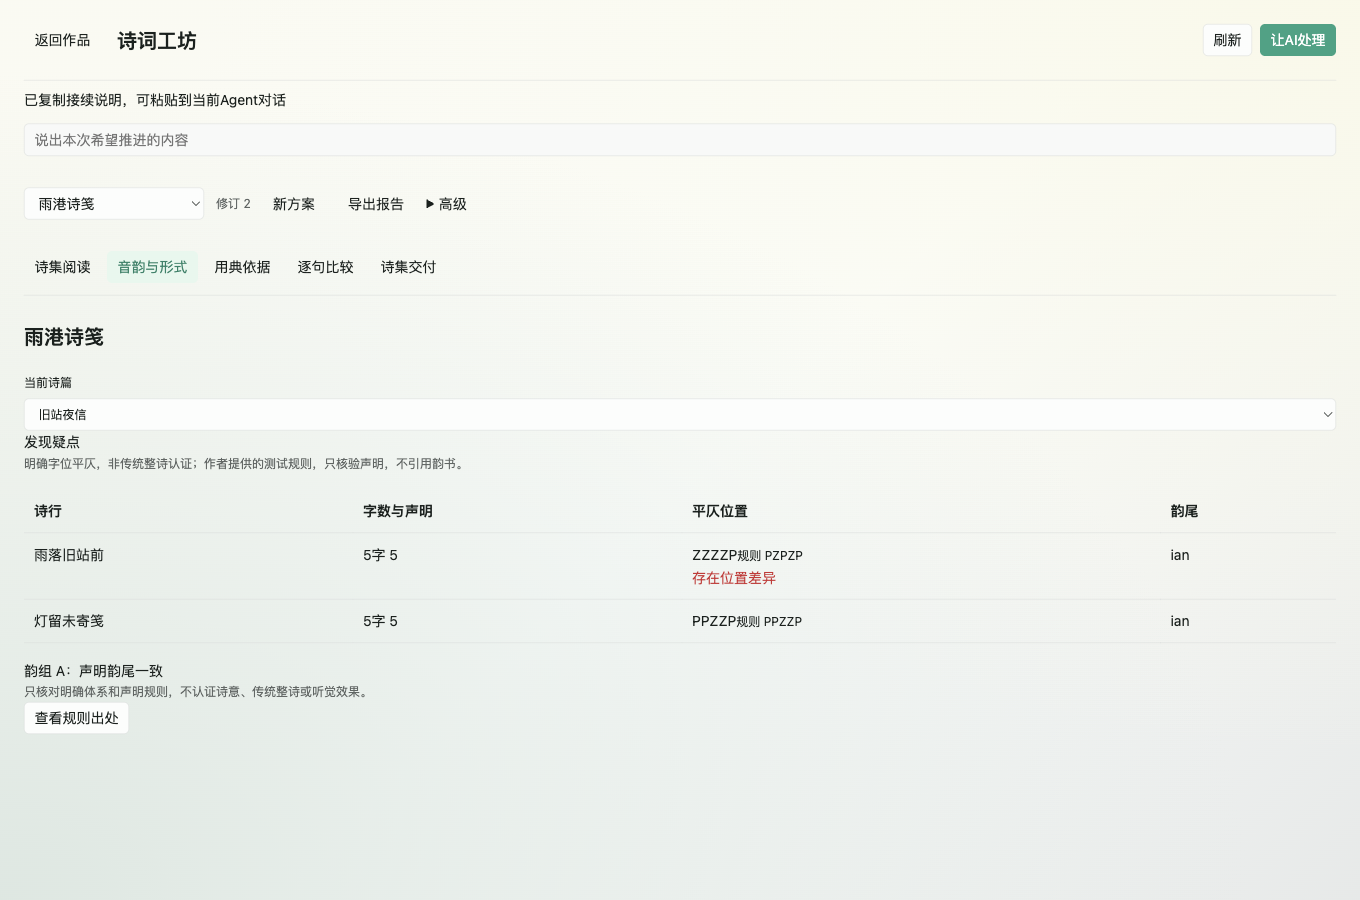 返回作品 诗词工坊 刷新 让AI处理
已复制接续说明，可粘贴到当前Agent对话
说出本次希望推进的内容
雨港诗笺 修订 2 新方案 导出报告 ▶ 高级
诗集阅读 音韵与形式 用典依据 逐句比较 诗集交付
雨港诗笺
当前诗篇
旧站夜信
发现疑点
明确字位平仄，非传统整诗认证；作者提供的测试规则，只核验声明，不引用韵书。
诗行 字数与声明 平仄位置 韵尾
雨落旧站前 5字 5 ZZZZP规则 PZPZP ian
存在位置差异
灯留未寄笺 5字 5 PPZZP规则 PPZZP ian
韵组 A：声明韵尾一致
只核对明确体系和声明规则，不认证诗意、传统整诗或听觉效果。
查看规则出处